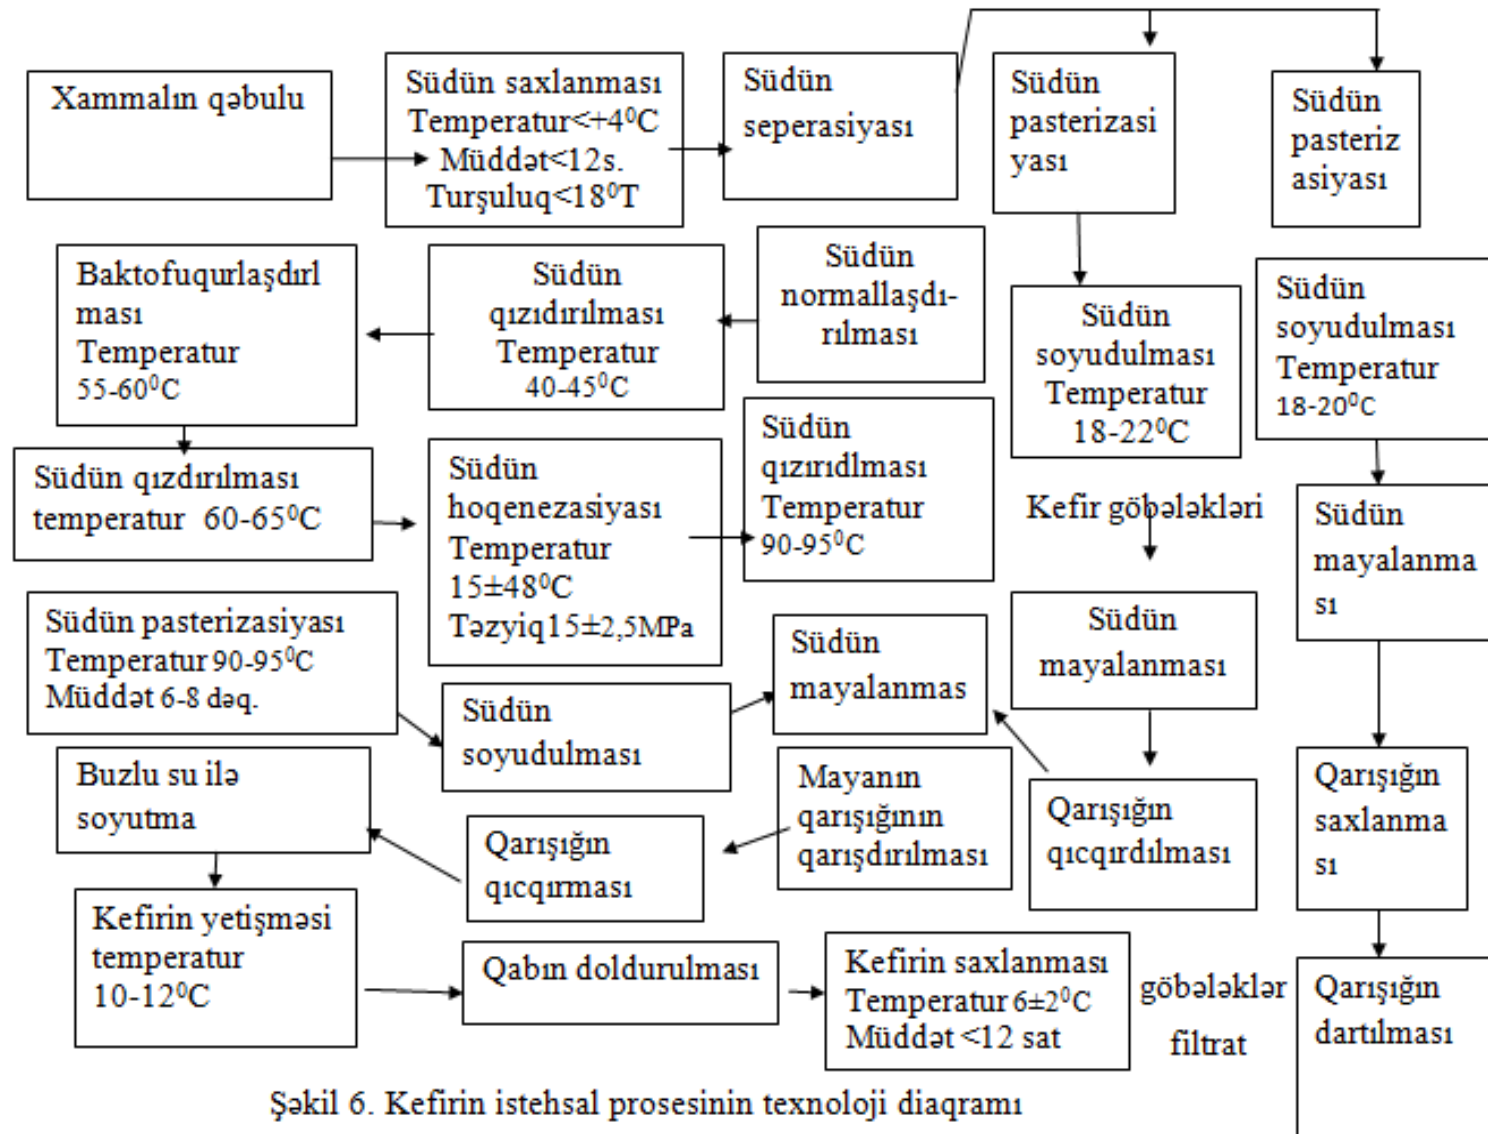 Xammalın qəbulu
Südün saxlanması
Temperatur<+4⁰C
Müddət<12s.
Turşuluq<18⁰T
Südün
seperasiyası
Südün
pasterizasi
yası
Südün
pasteriz
asiyası
Baktofuqurlaşdırl
ması
Temperatur
55-60⁰C
Südün
qızıdırılması
Temperatur
40-45⁰C
Südün
normallaşdı-
rılması
Südün
soyudulması
Temperatur
18-22⁰C
Südün
soyudulması
Temperatur
18-20⁰C
Südün qızdırılması
temperatur 60-65⁰C
Südün
hoqenezasiyası
Temperatur
15±48⁰C
Təzyiq15±2,5MPa
Südün
qızırıdlması
Temperatur
90-95⁰C
Kefir göbələkləri
Südün
mayalanma
sı
Südün pasterizasiyası
Temperatur 90-95⁰C
Müddət 6-8 dəq.
Südün
soyudulması
Südün
mayalanmas
Südün
mayalanması
Buzlu su ilə
soyutma
Qarışığın
qıcqırması
Mayanın
qarışığının
qarışdırılması
Qarışığın
qıcqırdılması
Qarışığın
saxlanma
sı
Kefirin yetişməsi
temperatur
10-12⁰C
Qabın doldurulması
Kefirin saxlanması
Temperatur 6±2⁰C
Müddət <12 sat
göbələklər
filtrat
Qarışığın
dartılması
Şəkil 6. Kefirin istehsal prosesinin texnoloji diaqramı